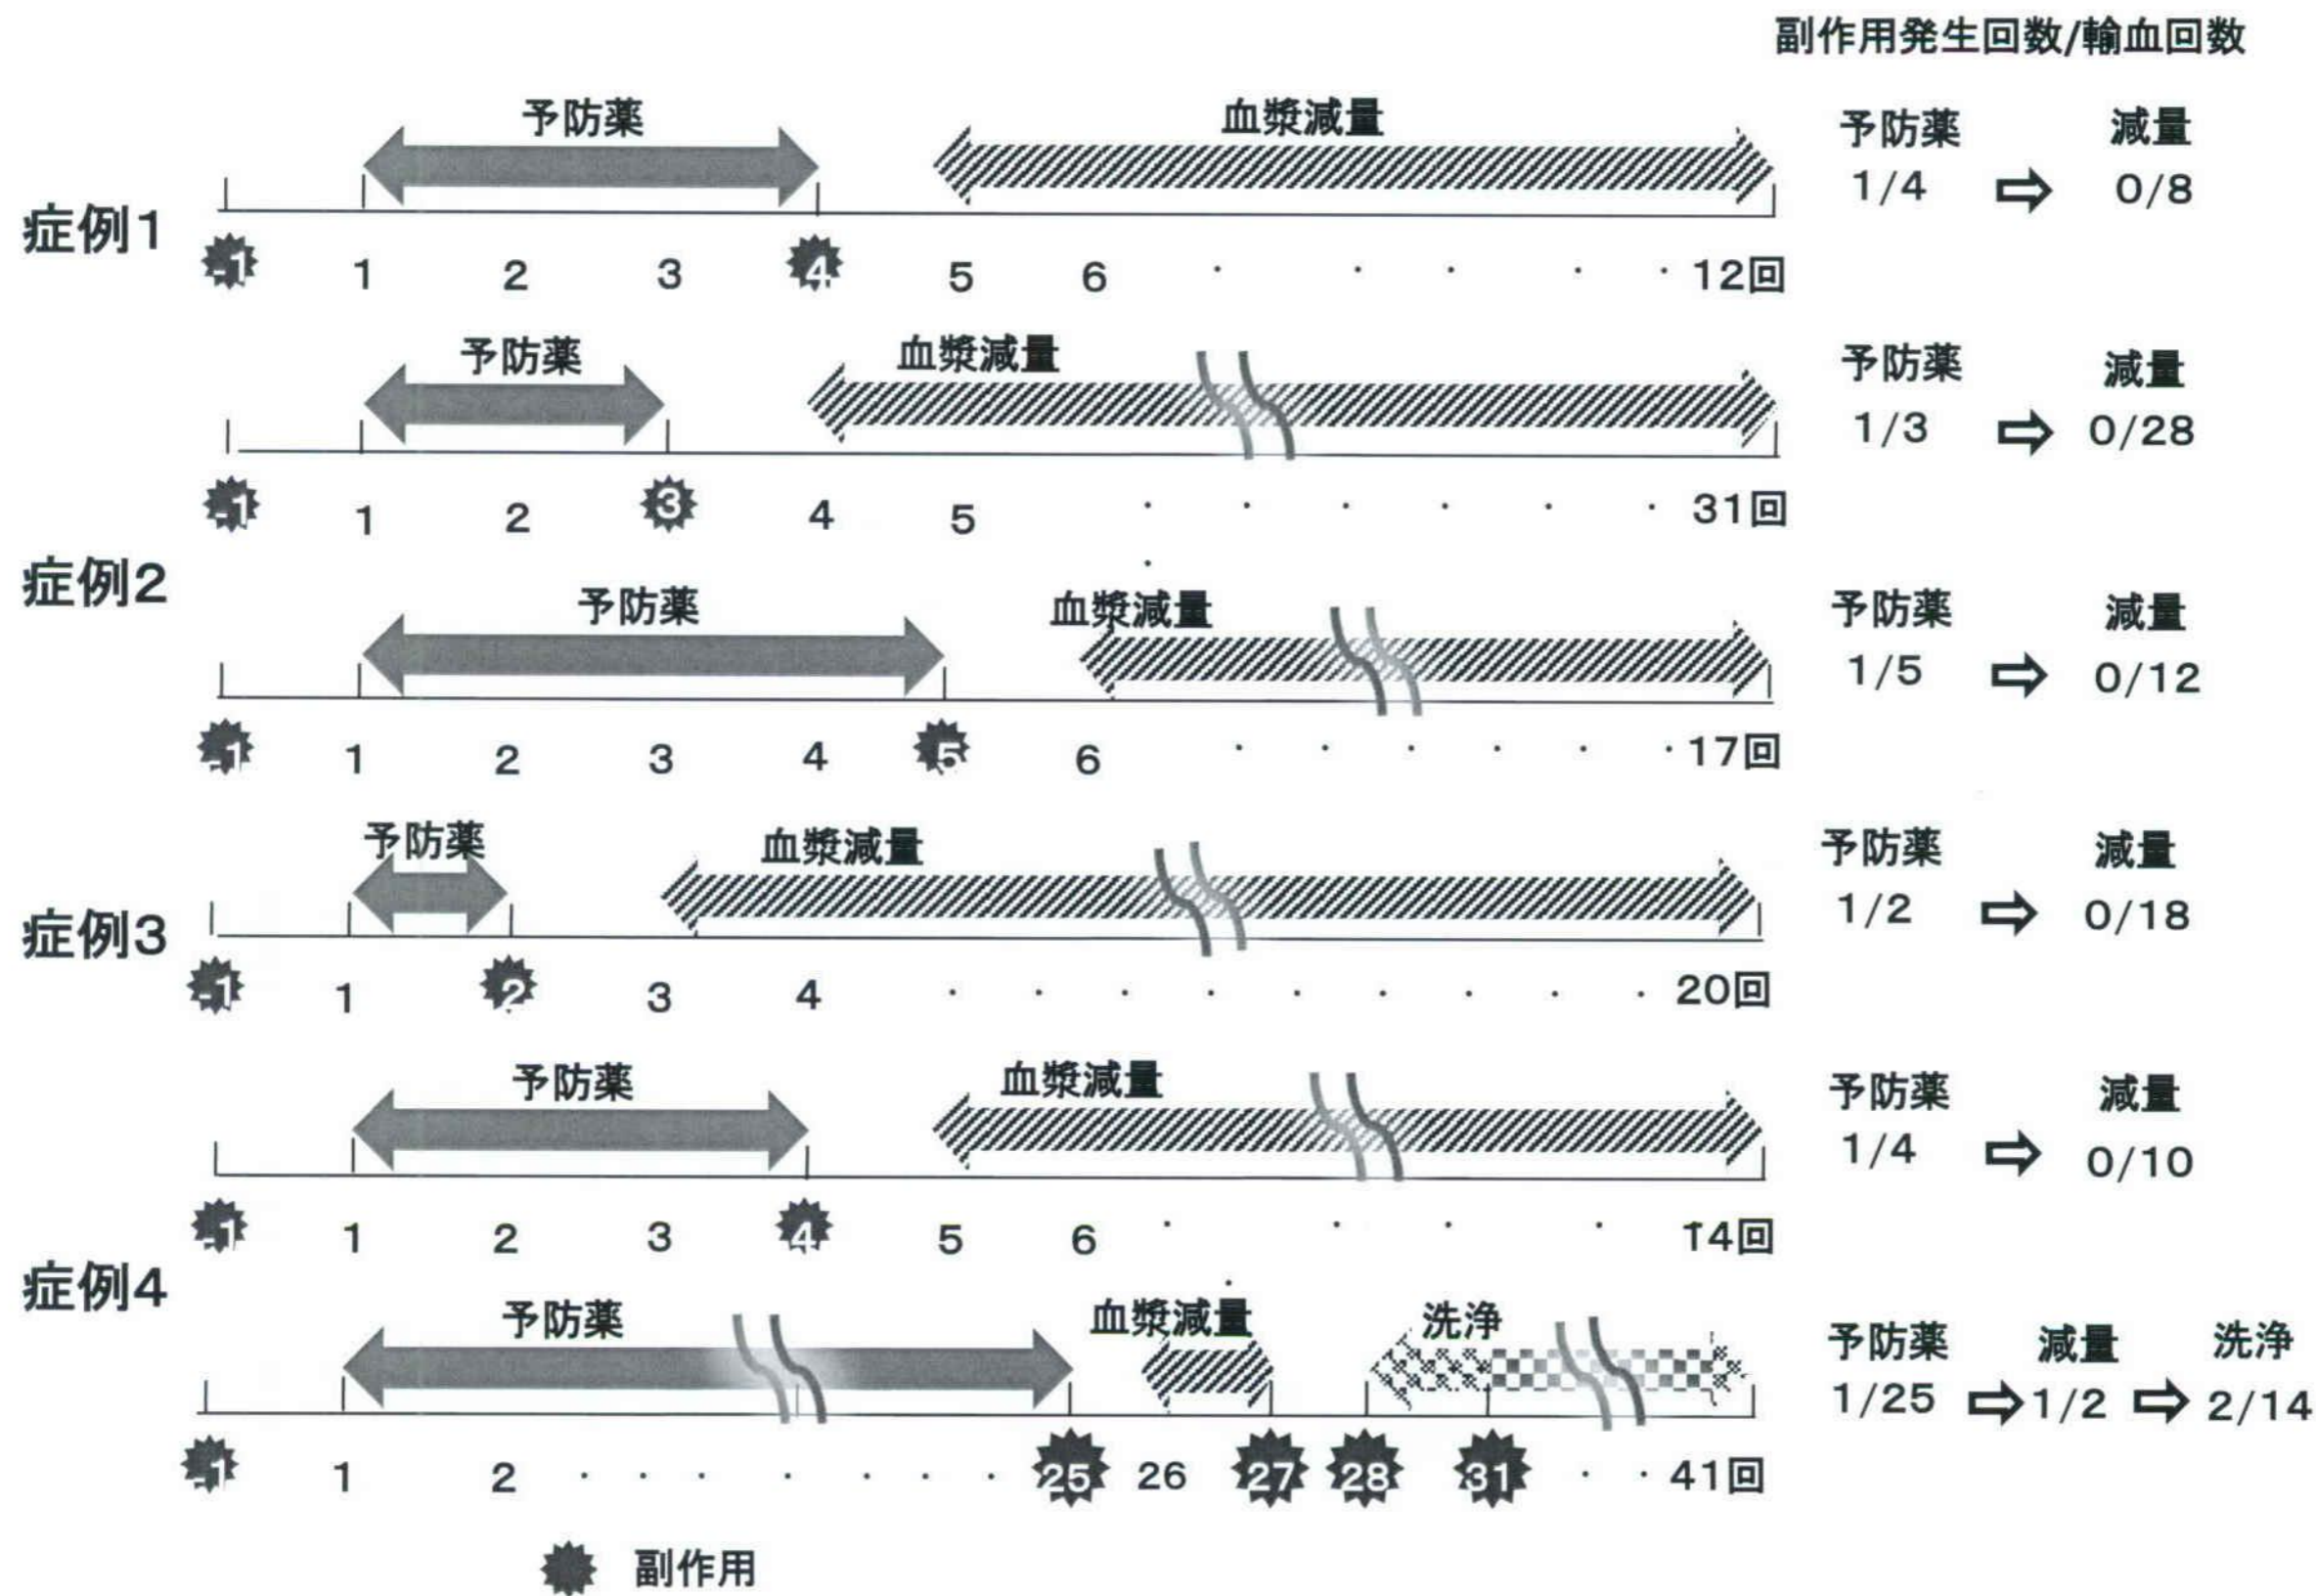 副作用発生回数/輸血回数
予防薬 血漿減量 予防薬 減量
1/4 ⇨ 0/8
症例1
-1 1 2 3 4 5 6 · · · · · 12回
予防薬 血漿減量 予防薬 減量
1/3 ⇨ 0/28
-1 1 2 3 4 5 · · · · · · 31回
·
症例2
予防薬 血漿減量 予防薬 減量
1/5 ⇨ 0/12
-1 1 2 3 4 5 6 · · · · · · 17回
予防薬 血漿減量 予防薬 減量
1/2 ⇨ 0/18
症例3
-1 1 2 3 4 · · · · · · · · · 20回
予防薬 血漿減量 予防薬 減量
1/4 ⇨ 0/10
-1 1 2 3 4 5 6 · · · · 14回
·
症例4
予防薬 血漿減量 洗浄 予防薬 減量 洗浄
1/25 ⇨ 1/2 ⇨ 2/14
-1 1 2 · · · · · · · 25 26 27 28 31 · · 41回
副作用